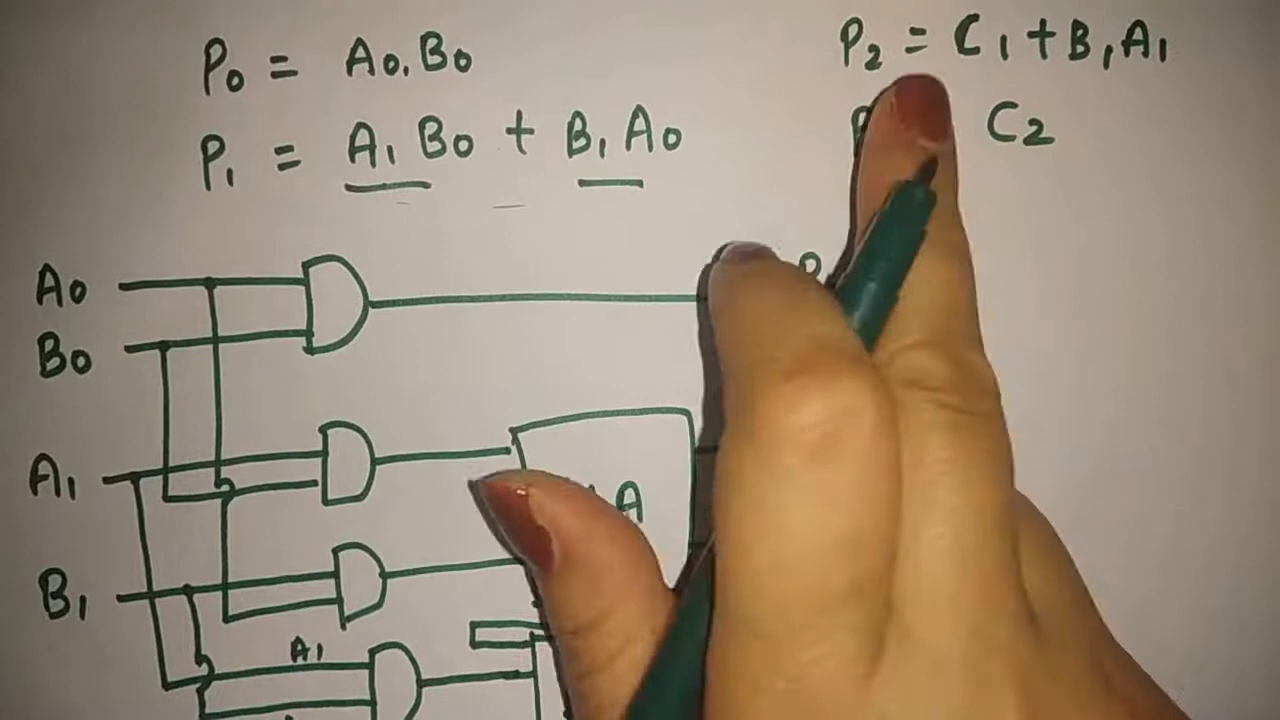 P0 = A0.B0
P1 = A1 B0 + B1 A0
P2 = C1 + B1 A1
C2
A0
B0
A1
B1
A
A1